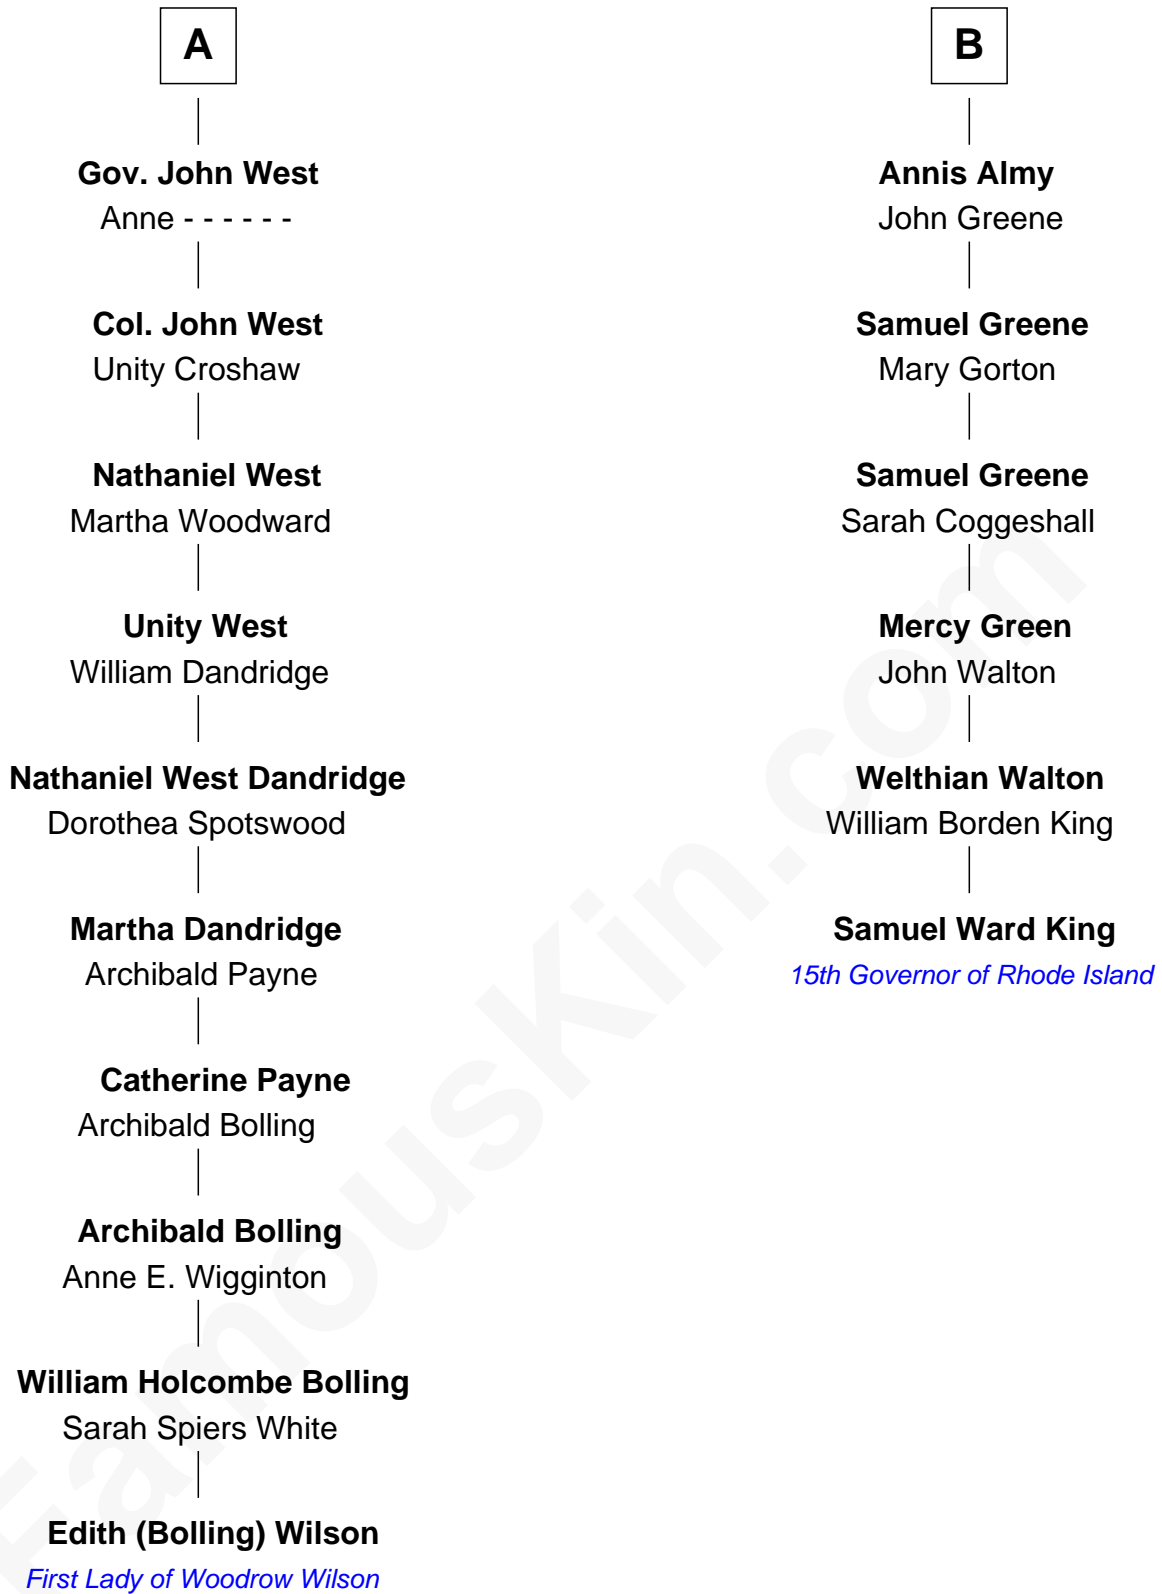 A
Gov. John West
Anne - - - - - -
Col. John West
Unity Croshaw
Nathaniel West
Martha Woodward
Unity West
William Dandridge
Nathaniel West Dandridge
Dorothea Spotswood
Martha Dandridge
Archibald Payne
Catherine Payne
Archibald Bolling
Archibald Bolling
Anne E. Wigginton
William Holcombe Bolling
Sarah Spiers White
Edith (Bolling) Wilson
First Lady of Woodrow Wilson
B
Annis Almy
John Greene
Samuel Greene
Mary Gorton
Samuel Greene
Sarah Coggeshall
Mercy Green
John Walton
Welthian Walton
William Borden King
Samuel Ward King
15th Governor of Rhode Island
FamousKin.com